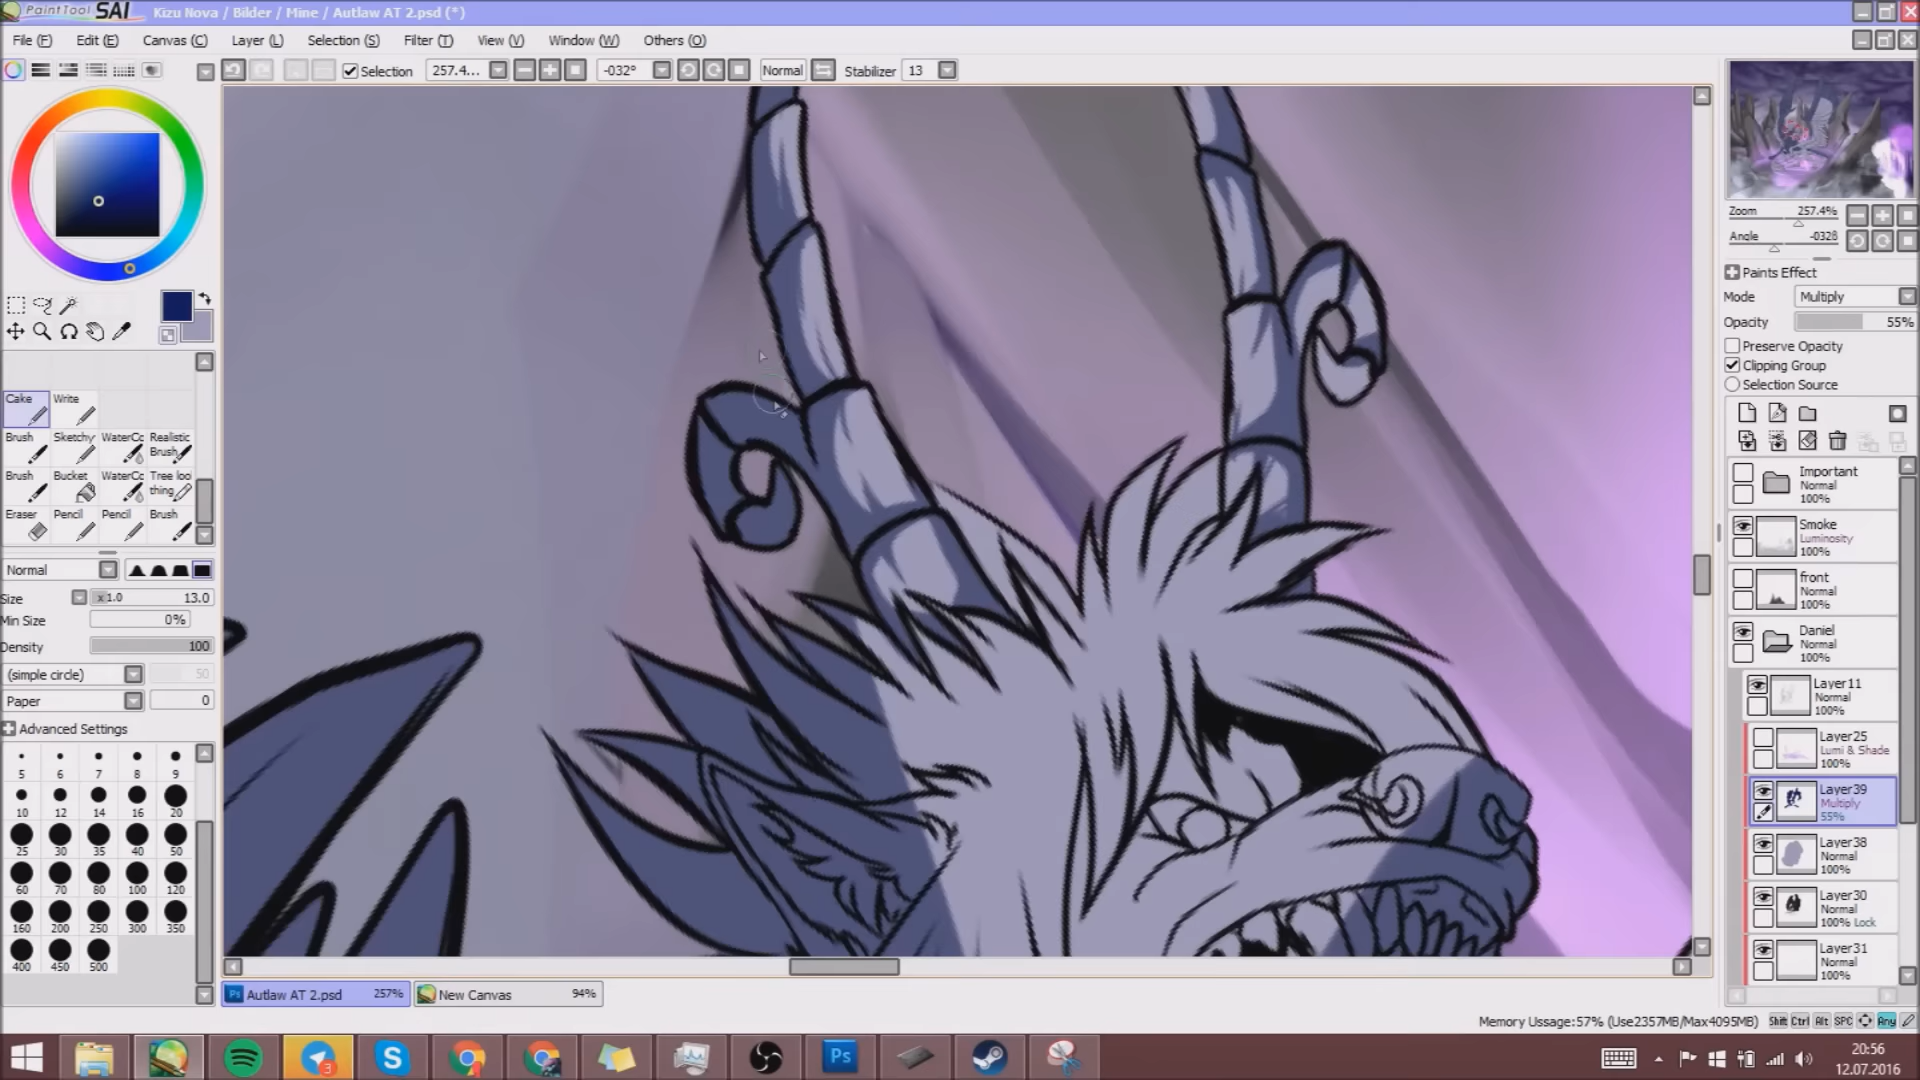 PaintTool SAI Kizu Nova / Bilder / Mine / Autlaw AT 2.psd (*)
File (F) Edit (E) Canvas (C) Layer (L) Selection (S) Filter (T) View (V) Window (W) Others (O)
Selection 257.4... -032° Normal Stabilizer 13
Zoom 257.4%
Angle -032ß
Paints Effect
Mode Multiply
Opacity 55%
Preserve Opacity
Clipping Group
Selection Source
Cake Write
Brush Sketchy WaterCo Realistic Brush
Brush Bucket WaterCo Tree loo thing
Eraser Pencil Pencil Brush
Normal
Size x1.0 13.0
Min Size 0%
Density 100
(simple circle) 50
Paper 0
Advanced Settings
5 6 7 8 9
10 12 14 16 20
25 30 35 40 50
60 70 80 100 120
160 200 250 300 350
400 450 500
Important
Normal
100%
Smoke
Luminosity
100%
front
Normal
100%
Daniel
Normal
100%
Layer11
Normal
100%
Layer25
Lumi & Shade
100%
Layer39
Multiply
55%
Layer38
Normal
100%
Layer30
Normal
100% Lock
Layer31
Normal
100%
Ps Autlaw AT 2.psd 257% New Canvas 94%
Memory Ussage:57% (Use2357MB/Max4095MB) Shift Ctrl Alt SPC Any
3 S Ps
20:56
12.07.2016